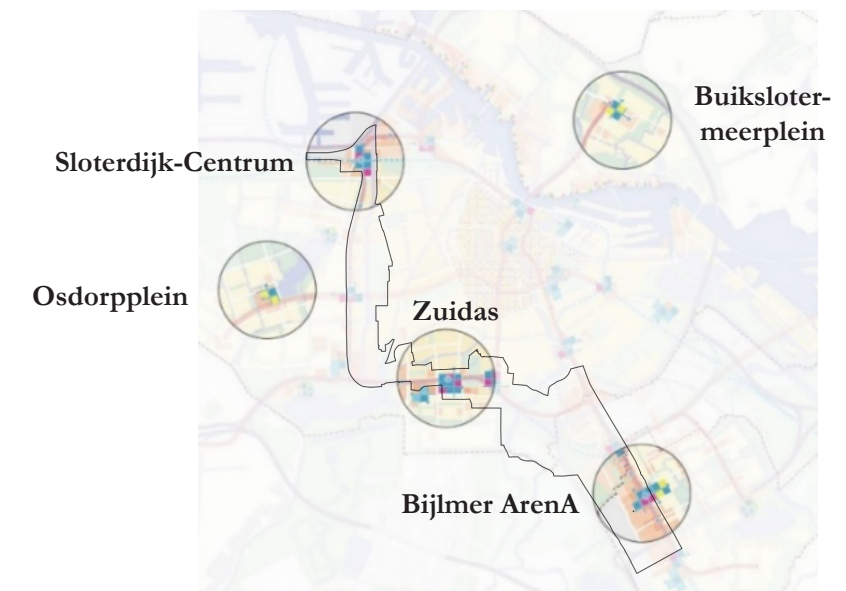 Buiksloter-
meerplein
Sloterdijk-Centrum
Osdorpplein
Zuidas
Bijlmer ArenA